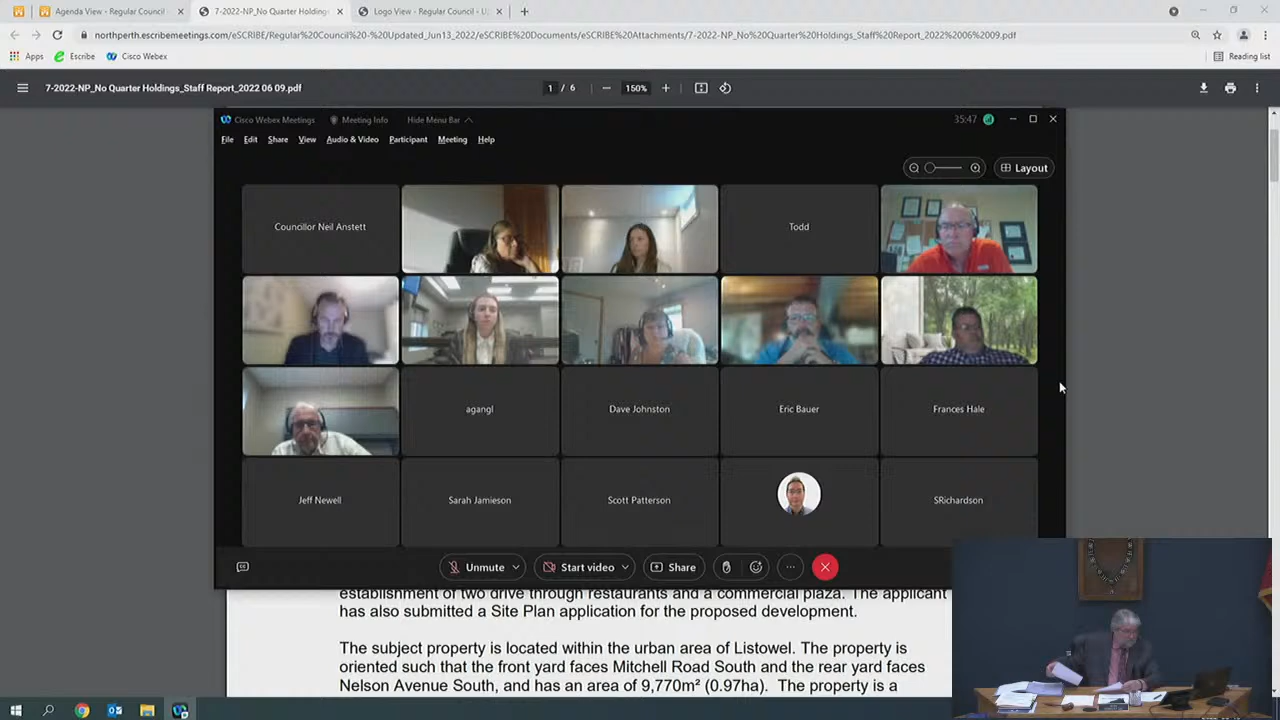 Agenda View - Regular Council -
7-2022-NP_No Quarter Holdings
Logo View - Regular Council - U
northperth.escribemeetings.com/eSCRIBE/Regular%20Council%20-%20Updated_Jun13_2022/eSCRIBE%20Documents/eSCRIBE%20Attachments/7-2022-NP_No%20Quarter%20Holdings_Staff%20Report_2022%2006%2009.pdf
Apps Escribe Cisco Webex Reading list
7-2022-NP_No Quarter Holdings_Staff Report_2022 06 09.pdf 1 / 6 150%
Cisco Webex Meetings Meeting Info Hide Menu Bar 35:47
File Edit Share View Audio & Video Participant Meeting Help
Layout
Councillor Neil Anstett Todd
agangl Dave Johnston Eric Bauer Frances Hale
Jeff Newell Sarah Jamieson Scott Patterson SRichardson
Unmute Start video Share
establishment of two drive through restaurants and a commercial plaza. The applicant
has also submitted a Site Plan application for the proposed development.
The subject property is located within the urban area of Listowel. The property is
oriented such that the front yard faces Mitchell Road South and the rear yard faces
Nelson Avenue South, and has an area of 9,770m² (0.97ha). The property is a